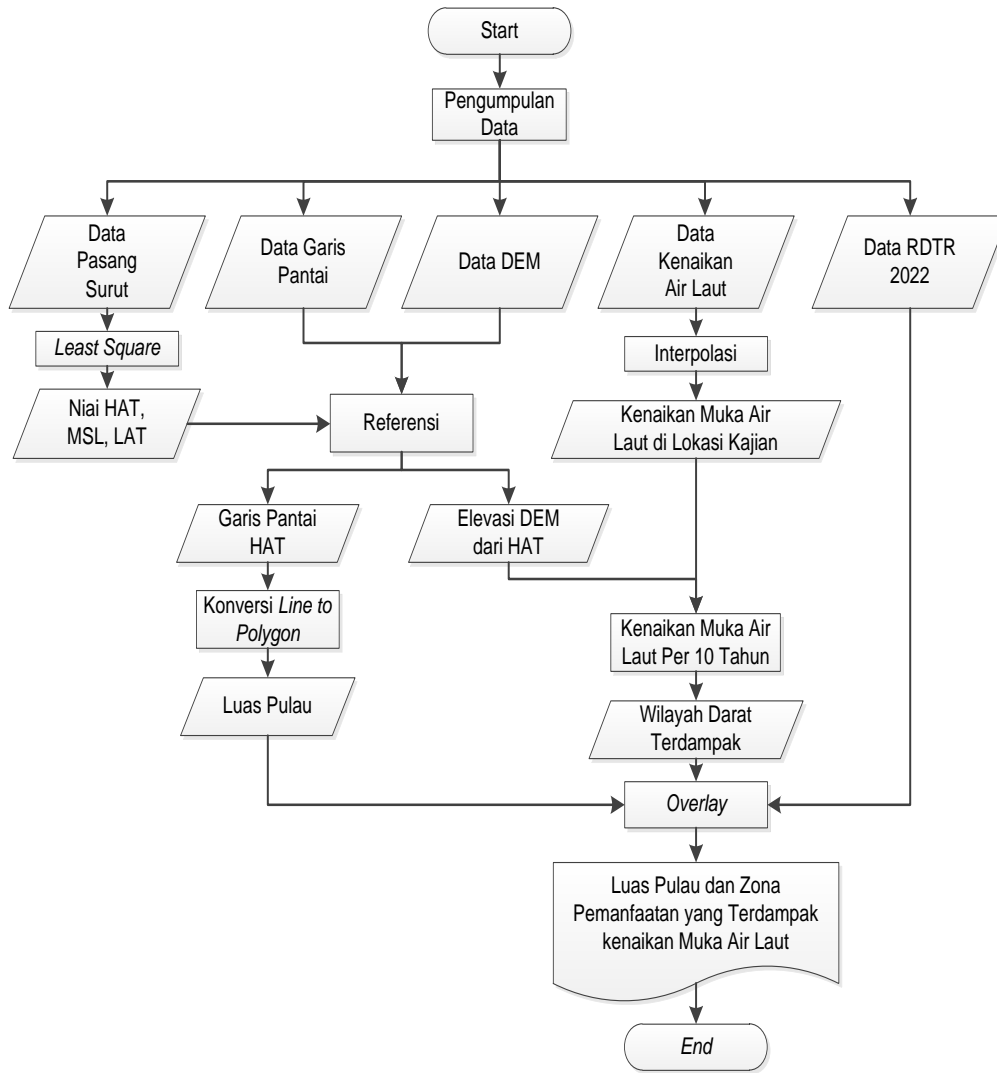 Start
Pengumpulan
Data
Data
Pasang
Surut
Data Garis
Pantai
Data DEM
Data
Kenaikan
Air Laut
Data RDTR
2022
Least Square
Interpolasi
Niai HAT,
MSL, LAT
Referensi
Kenaikan Muka Air
Laut di Lokasi Kajian
Garis Pantai
HAT
Elevasi DEM
dari HAT
Konversi Line to
Polygon
Kenaikan Muka Air
Laut Per 10 Tahun
Luas Pulau
Wilayah Darat
Terdampak
Overlay
Luas Pulau dan Zona
Pemanfaatan yang Terdampak
kenaikan Muka Air Laut
End